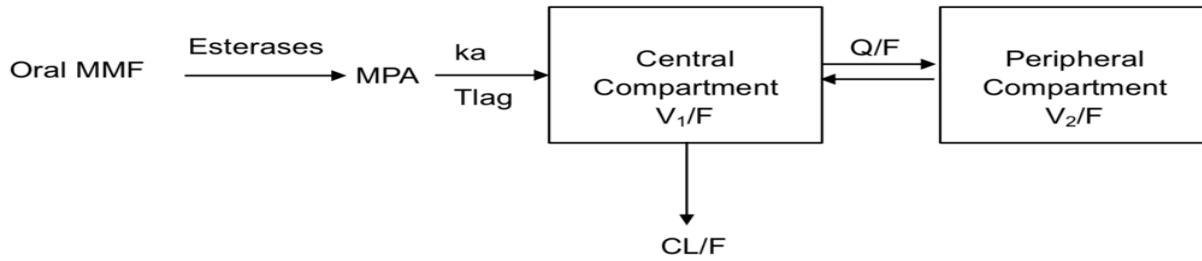 Oral MMF
Esterases
MPA
ka
Tlag
Central
Compartment
V₁/F
Q/F
Peripheral
Compartment
V₂/F
CL/F